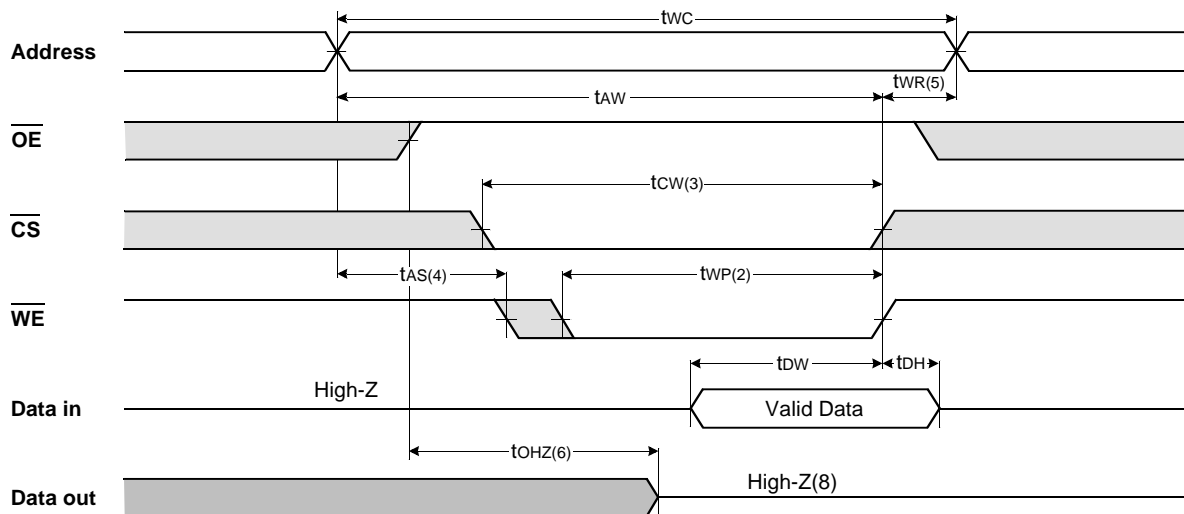 tWC
Address
tWR(5)
tAW
OE
tCW(3)
CS
tAS(4)
tWP(2)
WE
tDW
tDH
High-Z
Data in
Valid Data
tOHZ(6)
High-Z(8)
Data out